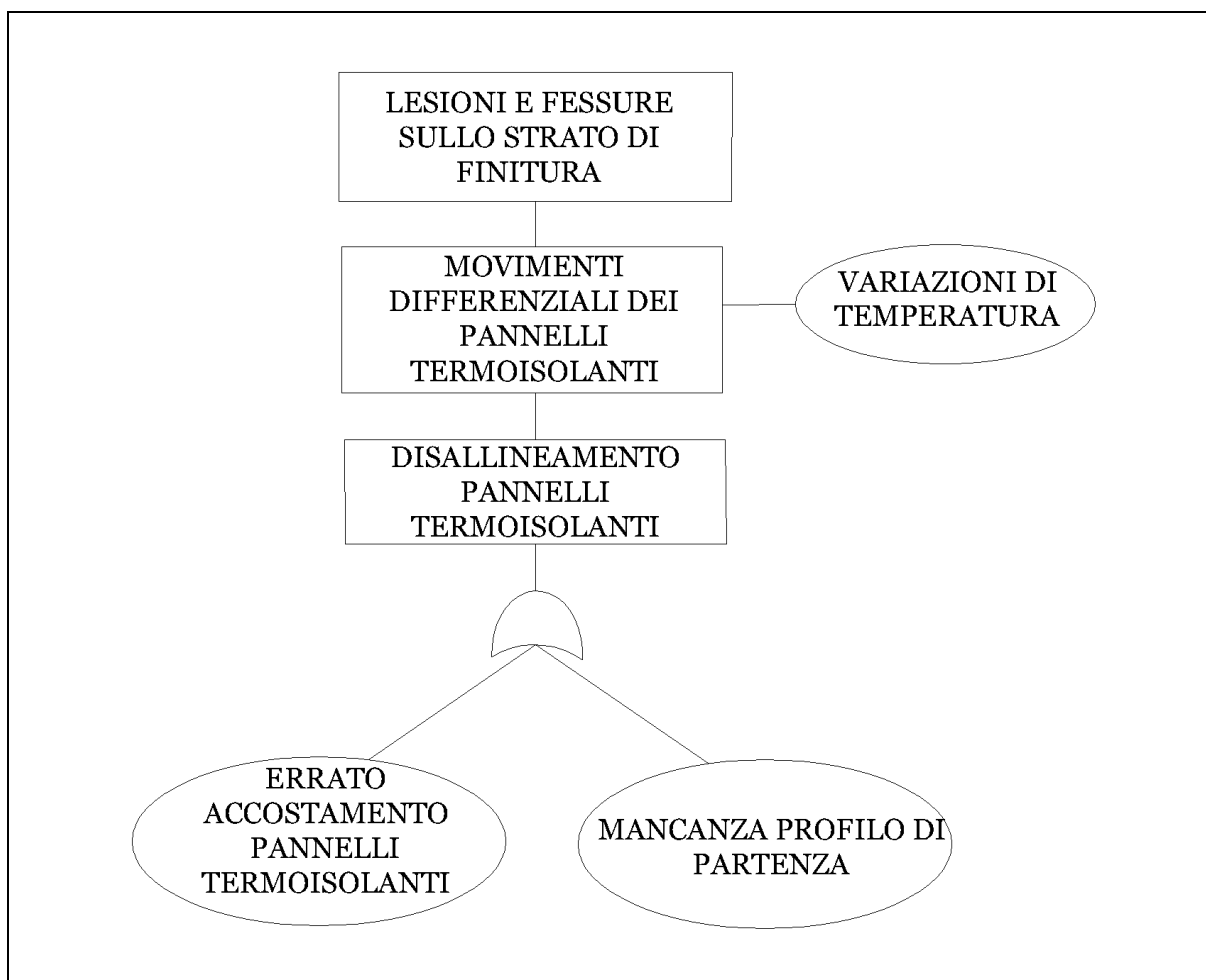 LESIONI E FESSURE
SULLO STRATO DI
FINITURA
MOVIMENTI
DIFFERENZIALI DEI
PANNELLI
TERMOISOLANTI
VARIAZIONI DI
TEMPERATURA
DISALLINEAMENTO
PANNELLI
TERMOISOLANTI
ERRATO
ACCOSTAMENTO
PANNELLI
TERMOISOLANTI
MANCANZA PROFILO DI
PARTENZA